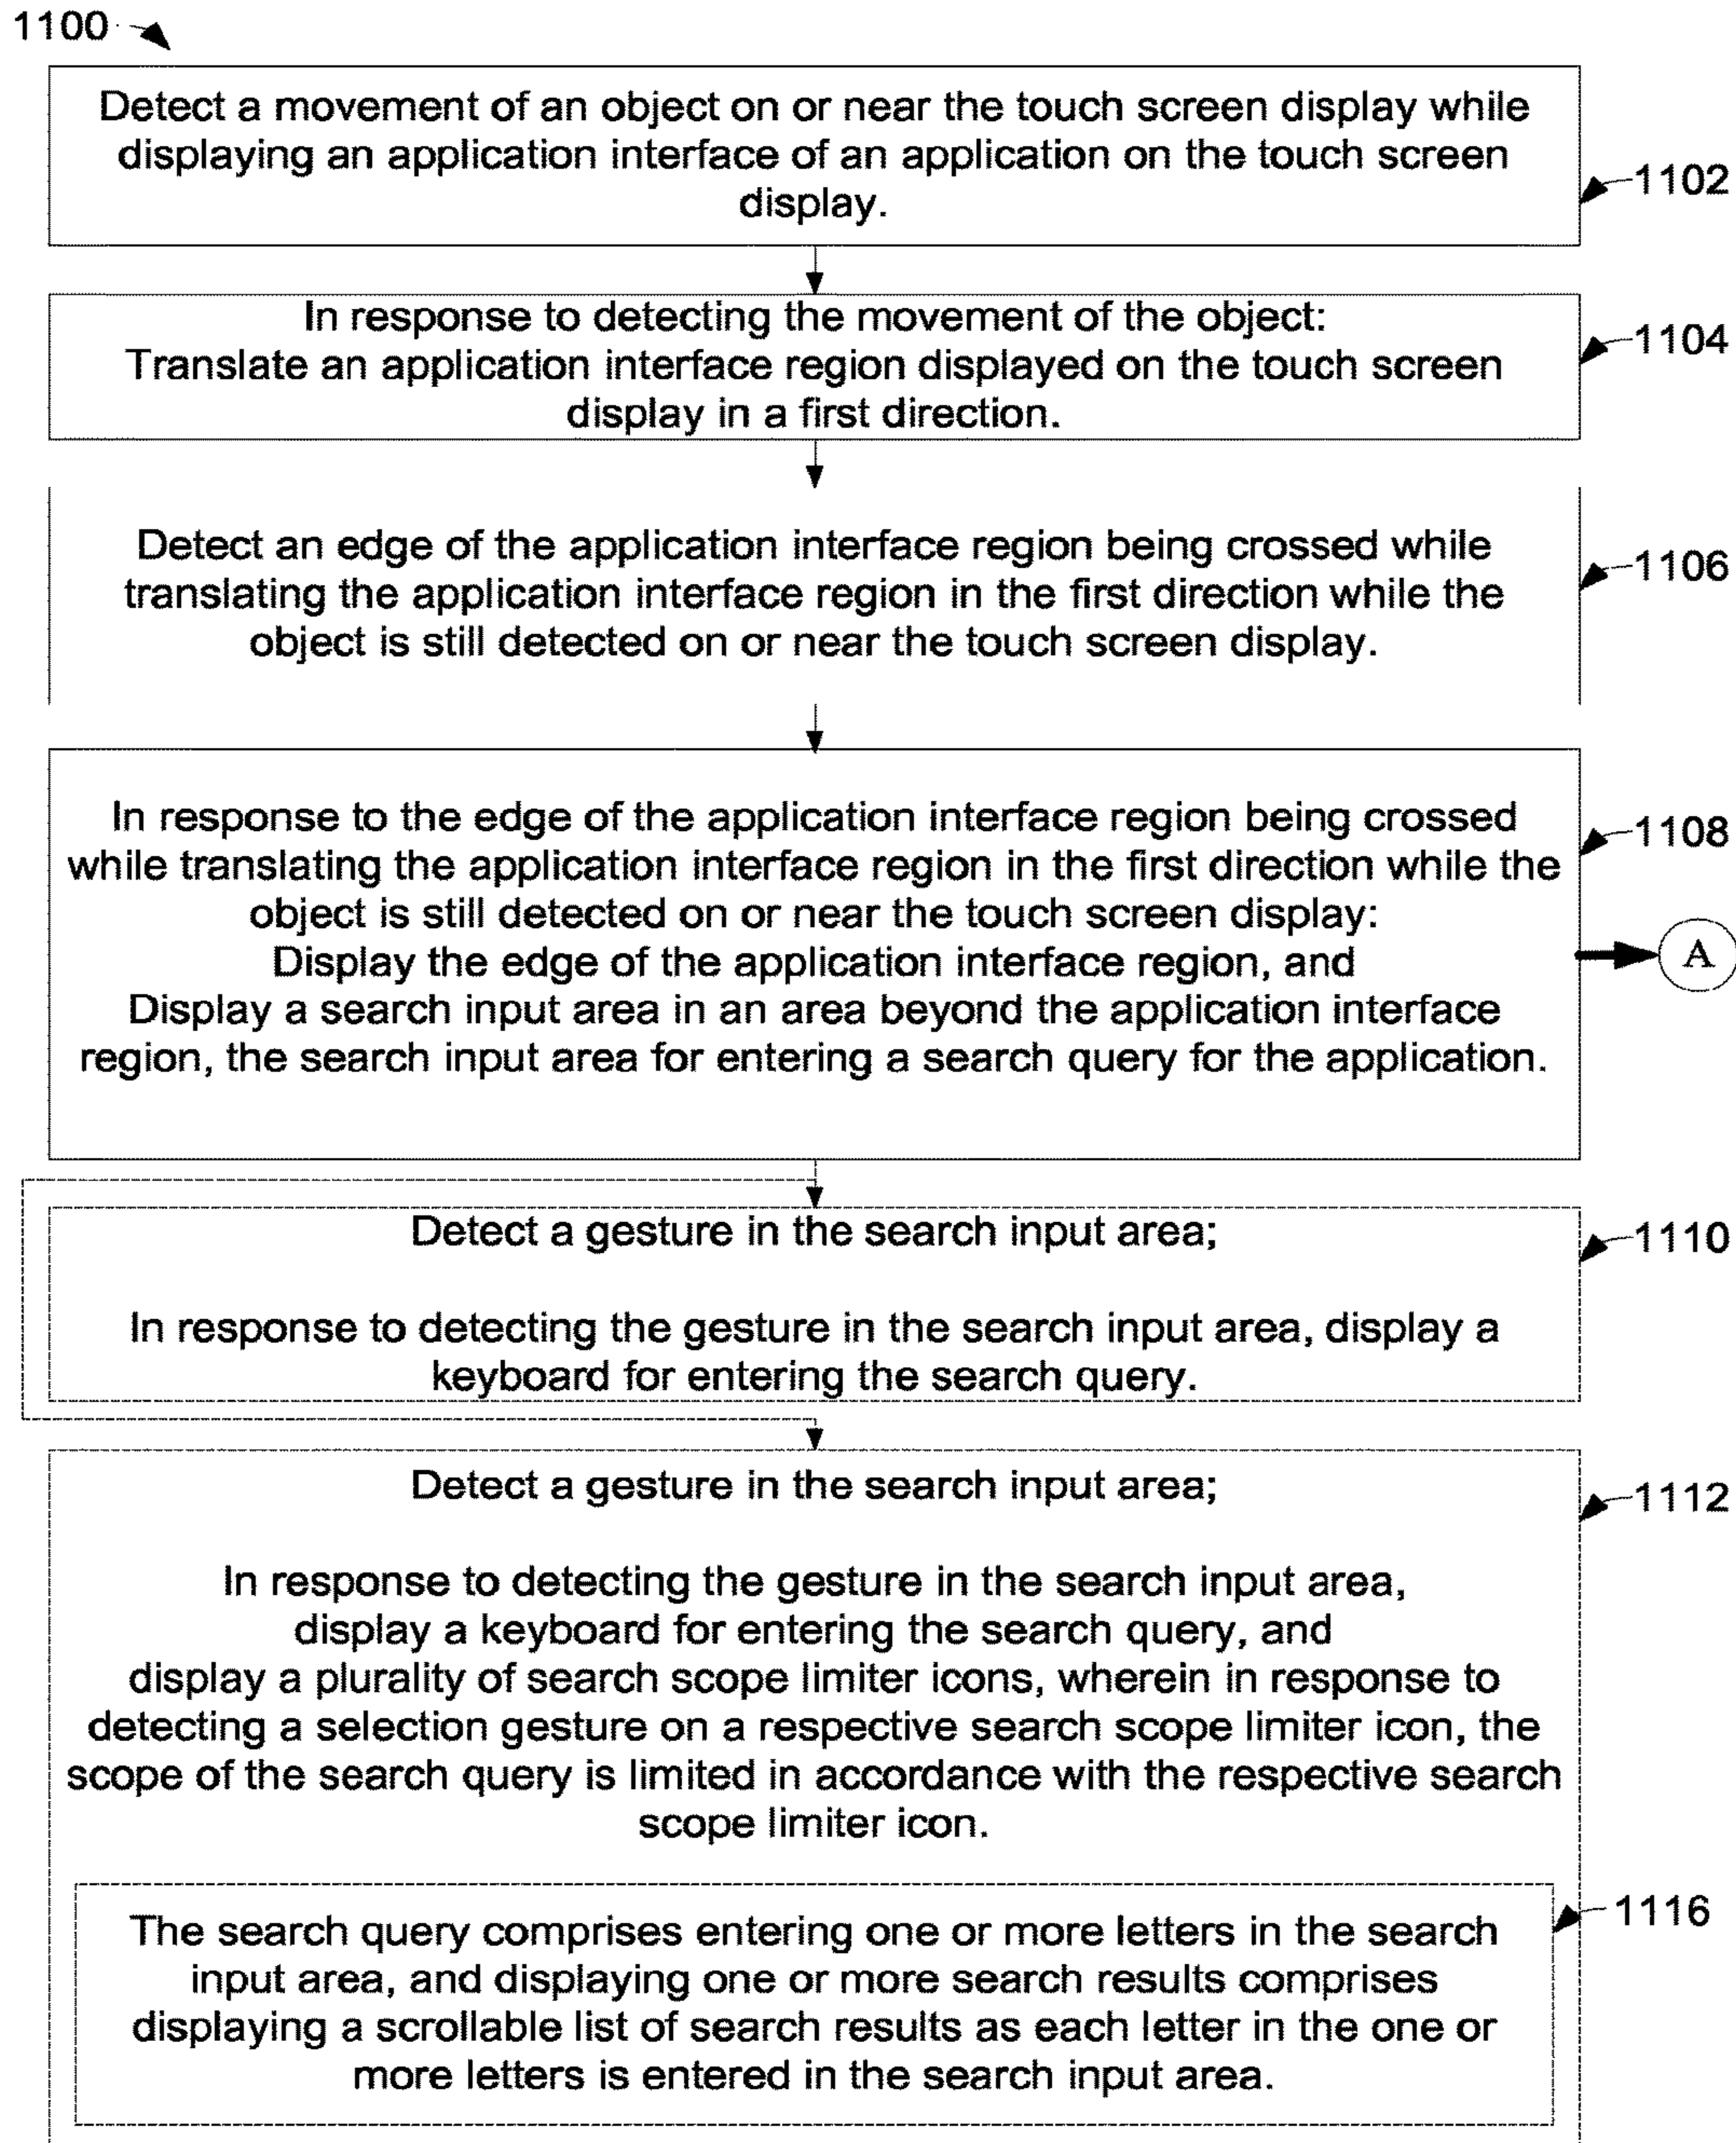 1100
Detect a movement of an object on or near the touch screen display while
displaying an application interface of an application on the touch screen
display.
1102
In response to detecting the movement of the object:
Translate an application interface region displayed on the touch screen
display in a first direction.
1104
Detect an edge of the application interface region being crossed while
translating the application interface region in the first direction while the
object is still detected on or near the touch screen display.
1106
In response to the edge of the application interface region being crossed
while translating the application interface region in the first direction while the
object is still detected on or near the touch screen display:
Display the edge of the application interface region, and
Display a search input area in an area beyond the application interface
region, the search input area for entering a search query for the application.
1108
A
Detect a gesture in the search input area;
In response to detecting the gesture in the search input area, display a
keyboard for entering the search query.
1110
Detect a gesture in the search input area;
In response to detecting the gesture in the search input area,
display a keyboard for entering the search query, and
display a plurality of search scope limiter icons, wherein in response to
detecting a selection gesture on a respective search scope limiter icon, the
scope of the search query is limited in accordance with the respective search
scope limiter icon.
1112
The search query comprises entering one or more letters in the search
input area, and displaying one or more search results comprises
displaying a scrollable list of search results as each letter in the one or
more letters is entered in the search input area.
1116